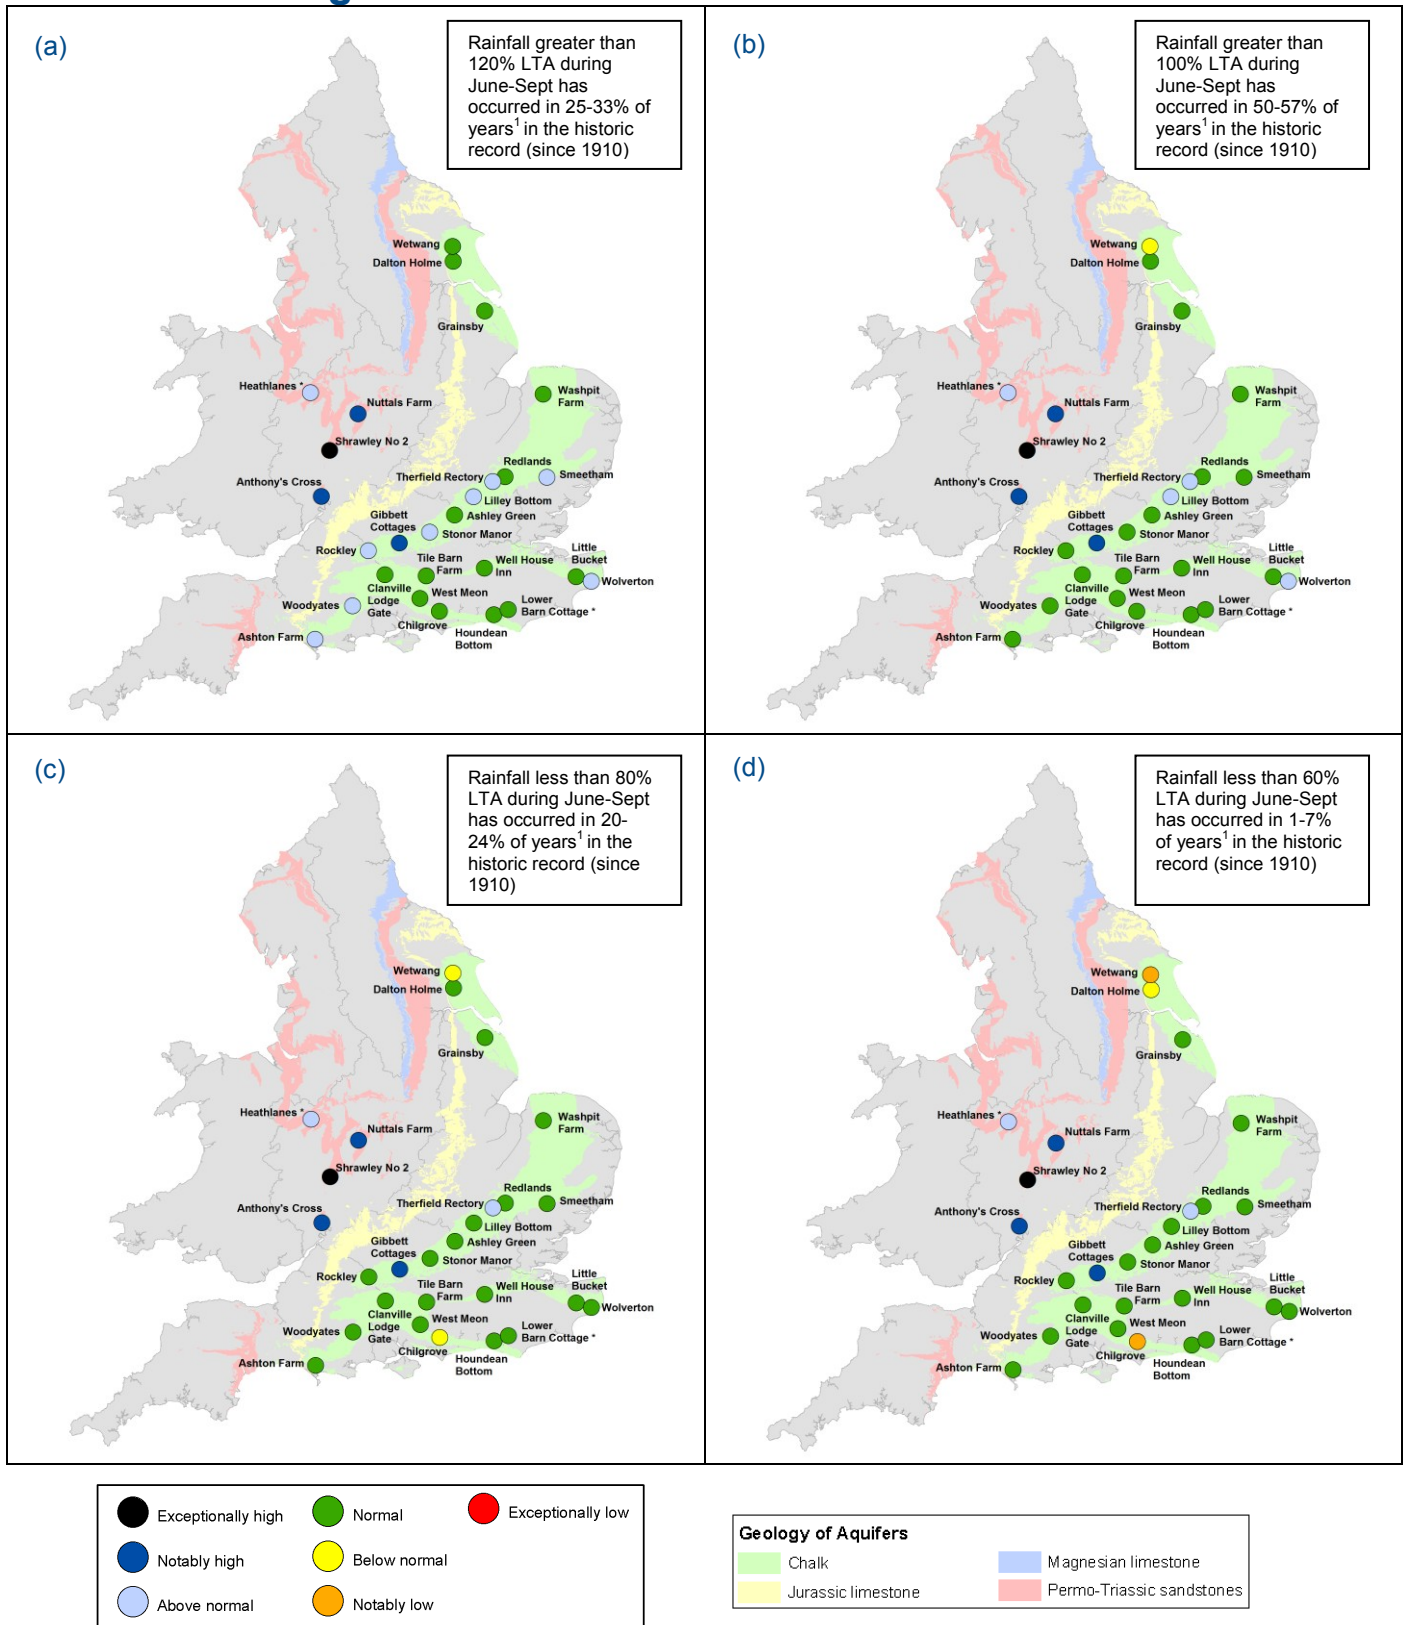 (a)
Rainfall greater than
120% LTA during
June-Sept has
occurred in 25-33% of
years1 in the historic
record (since 1910)
Wetwang
Dalton Holme
Grainsby
Heathlanes *
Nuttals Farm
Washpit
Farm
Shrawley No 2
Redlands
Therfield Rectory
Smeetham
Anthony's Cross
Lilley Bottom
Gibbett
Cottages
Ashley Green
Stonor Manor
Rockley
Tile Barn
Farm
Well House
Inn
Little
Bucket
Wolverton
Clanville
Lodge
Gate
West Meon
Woodyates
Lower
Barn Cottage *
Chilgrove
Ashton Farm
Houndean
Bottom
(b)
Rainfall greater than
100% LTA during
June-Sept has
occurred in 50-57% of
years1 in the historic
record (since 1910)
Wetwang
Dalton Holme
Grainsby
Heathlanes *
Nuttals Farm
Washpit
Farm
Shrawley No 2
Redlands
Therfield Rectory
Smeetham
Anthony's Cross
Lilley Bottom
Gibbett
Cottages
Ashley Green
Stonor Manor
Rockley
Tile Barn
Farm
Well House
Inn
Little
Bucket
Wolverton
Clanville
Lodge
Gate
West Meon
Woodyates
Lower
Barn Cottage *
Chilgrove
Ashton Farm
Houndean
Bottom
(c)
Rainfall less than 80%
LTA during June-Sept
has occurred in 20-
24% of years1 in the
historic record (since
1910)
Wetwang
Dalton Holme
Grainsby
Heathlanes *
Nuttals Farm
Washpit
Farm
Shrawley No 2
Redlands
Therfield Rectory
Smeetham
Anthony's Cross
Lilley Bottom
Gibbett
Cottages
Ashley Green
Stonor Manor
Rockley
Tile Barn
Farm
Well House
Inn
Little
Bucket
Wolverton
Clanville
Lodge
Gate
West Meon
Woodyates
Lower
Barn Cottage *
Chilgrove
Ashton Farm
Houndean
Bottom
(d)
Rainfall less than 60%
LTA during June-Sept
has occurred in 1-7%
of years1 in the historic
record (since 1910)
Wetwang
Dalton Holme
Grainsby
Heathlanes *
Nuttals Farm
Washpit
Farm
Shrawley No 2
Redlands
Therfield Rectory
Smeetham
Anthony's Cross
Lilley Bottom
Gibbett
Cottages
Ashley Green
Stonor Manor
Rockley
Tile Barn
Farm
Well House
Inn
Little
Bucket
Wolverton
Clanville
Lodge
Gate
West Meon
Woodyates
Lower
Barn Cottage *
Chilgrove
Ashton Farm
Houndean
Bottom
Exceptionally high
Normal
Exceptionally low
Notably high
Below normal
Above normal
Notably low
Geology of Aquifers
Chalk
Magnesian limestone
Jurassic limestone
Permo-Triassic sandstones